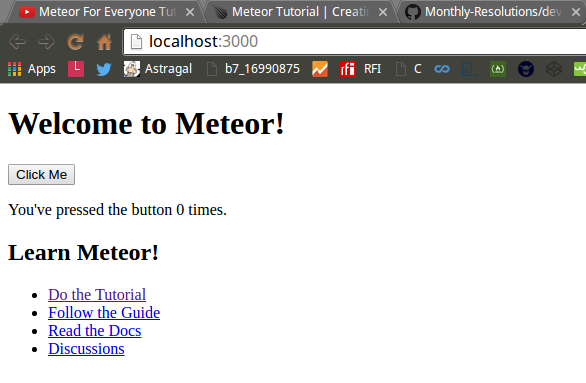 Meteor For Everyone Tut
Meteor Tutorial | Creatin
Monthly-Resolutions/dev
localhost:3000
Apps
Astragal
b7_16990875
rfi RFI
C
Welcome to Meteor!
Click Me
You've pressed the button 0 times.
Learn Meteor!
Do the Tutorial
Follow the Guide
Read the Docs
Discussions